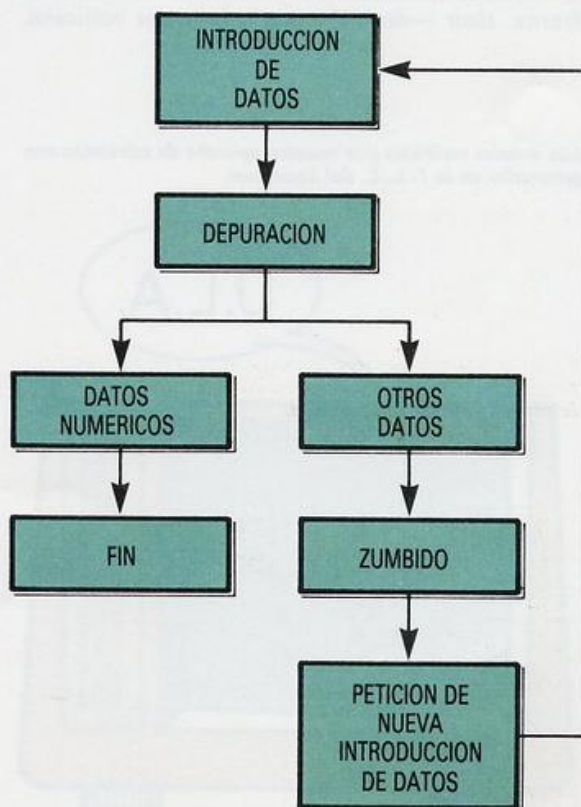 INTRODUCCION
DE
DATOS
DEPURACION
DATOS
NUMERICOS
OTROS
DATOS
FIN
ZUMBIDO
PETICION DE
NUEVA
INTRODUCCION
DE DATOS